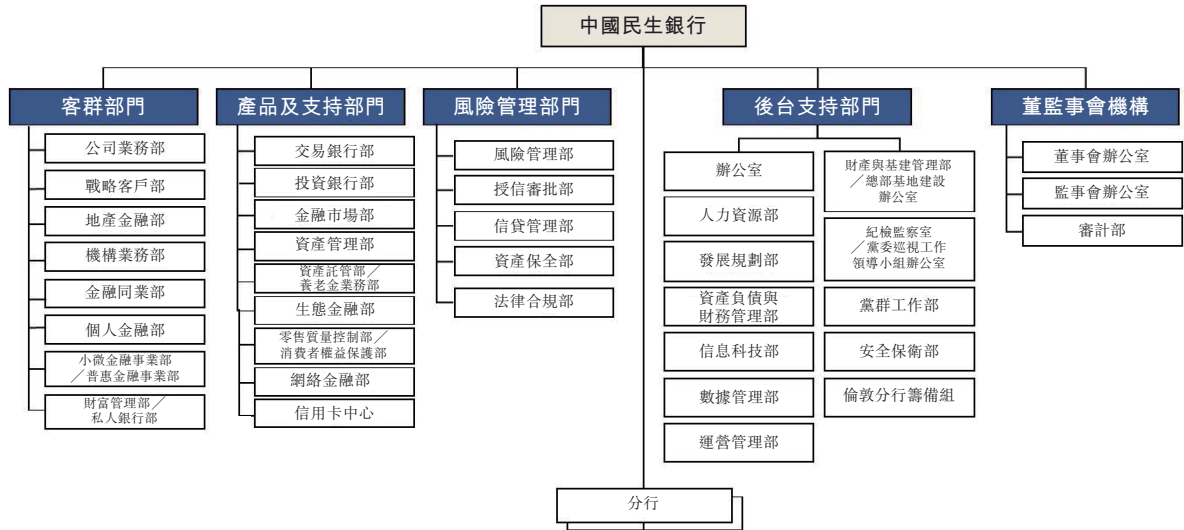 中國民生銀行
客群部門
公司業務部
戰略客戶部
地產金融部
機構業務部
金融同業部
個人金融部
小微金融事業部
／普惠金融事業部
財富管理部／
私人銀行部
產品及支持部門
交易銀行部
投資銀行部
金融市場部
資產管理部
資產託管部／
養老金業務部
生態金融部
零售質量控制部／
消費者權益保護部
網絡金融部
信用卡中心
風險管理部門
風險管理部
授信審批部
信貸管理部
資產保全部
法律合規部
後台支持部門
辦公室
人力資源部
發展規劃部
資產負債與
財務管理部
信息科技部
數據管理部
運營管理部
財產與基建管理部
／總部基地建設
辦公室
紀檢監察室
／黨委巡視工作
領導小組辦公室
黨群工作部
安全保衛部
倫敦分行籌備組
董監事會機構
董事會辦公室
監事會辦公室
審計部
分行